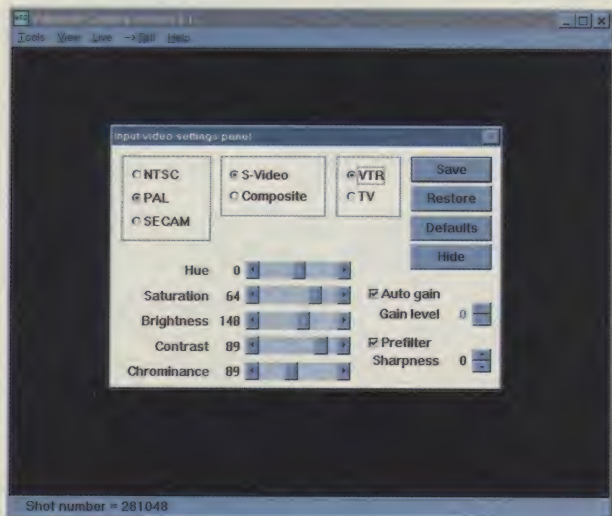 Tools View Live ->Still Help
Input video settings panel
NTSC
PAL
SECAM
S-Video
Composite
VTR
TV
Save
Restore
Defaults
Hide
Hue 0
Saturation 64
Brightness 148
Contrast 89
Chrominance 89
Auto gain
Gain level 0
Prefilter
Sharpness 0
Shot number = 281048